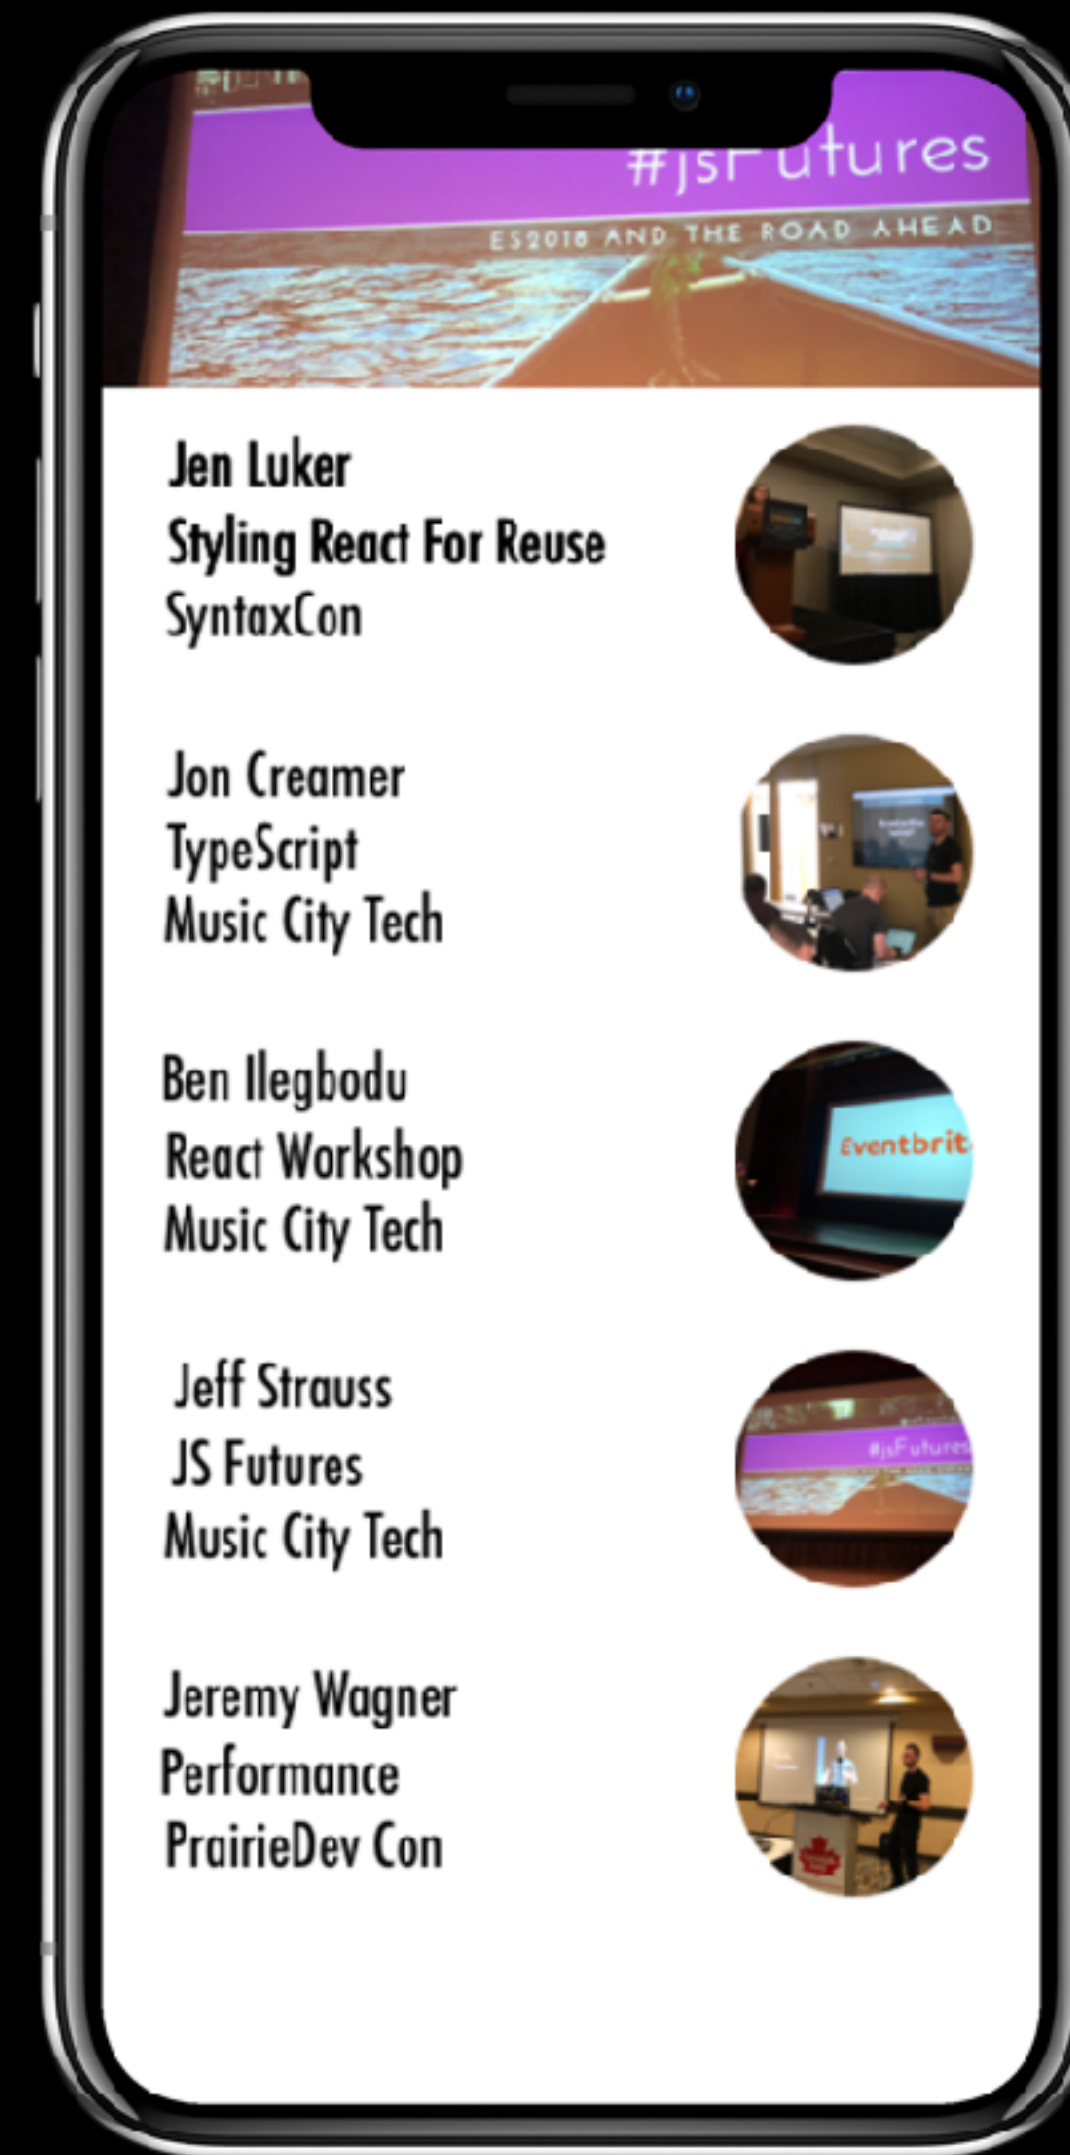 #jsFutures
ES2018 AND THE ROAD AHEAD
Jen Luker
Styling React For Reuse
SyntaxCon
Jon Creamer
TypeScript
Music City Tech
Ben Ilegbodu
React Workshop
Music City Tech
Eventbrit
Jeff Strauss
JS Futures
Music City Tech
#jsFutures
Jeremy Wagner
Performance
PrairieDev Con